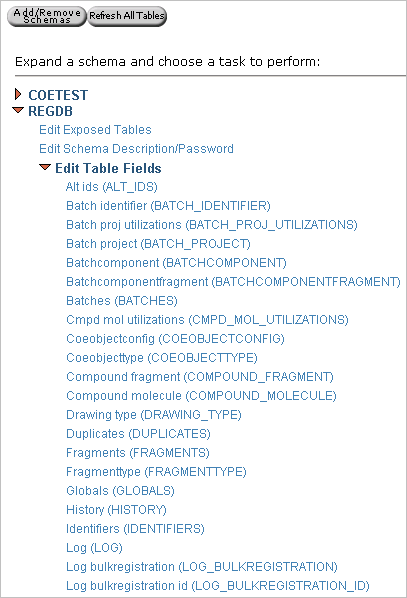 Add/Remove
Schemas
Refresh All Tables
Expand a schema and choose a task to perform:
COETEST
REGDB
Edit Exposed Tables
Edit Schema Description/Password
Edit Table Fields
Alt ids (ALT_IDS)
Batch identifier (BATCH_IDENTIFIER)
Batch proj utilizations (BATCH_PROJ_UTILIZATIONS)
Batch project (BATCH_PROJECT)
Batchcomponent (BATCHCOMPONENT)
Batchcomponentfragment (BATCHCOMPONENTFRAGMENT)
Batches (BATCHES)
Cmpd mol utilizations (CMPD_MOL_UTILIZATIONS)
Coeobjectconfig (COEOBJECTCONFIG)
Coeobjecttype (COEOBJECTTYPE)
Compound fragment (COMPOUND_FRAGMENT)
Compound molecule (COMPOUND_MOLECULE)
Drawing type (DRAWING_TYPE)
Duplicates (DUPLICATES)
Fragments (FRAGMENTS)
Fragmenttype (FRAGMENTTYPE)
Globals (GLOBALS)
History (HISTORY)
Identifiers (IDENTIFIERS)
Log (LOG)
Log bulkregistration (LOG_BULKREGISTRATION)
Log bulkregistration id (LOG_BULKREGISTRATION_ID)